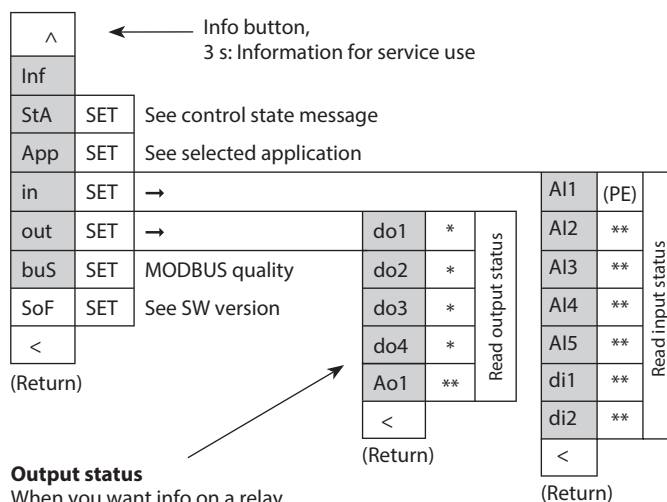 ^ Info button,
3 s: Information for service use
Inf
StA SET See control state message
App SET See selected application
in SET → AI1 (PE)
out SET → do1 * AI2 **
buS SET MODBUS quality do2 * AI3 **
SoF SET See SW version do3 * AI4 **
< do4 * AI5 **
(Return) Ao1 ** di1 **
< di2 **
(Return) <
(Return)
Read output status
Read input status
Output status
When you want info on a relay